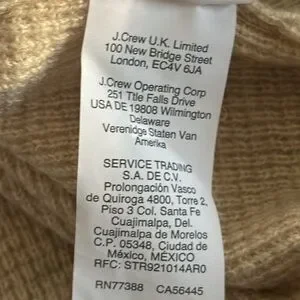 J.Crew U.K. Limited
100 New Bridge Street
London, EC4V 6JA
J.Crew Operating Corp
251 Ttle Falls Drive
USA DE 19808 Wilmington
Delaware
Verenidge Staten Van
Amerika
SERVICE TRADING
S.A. DE C.V.
Prolongación Vasco
de Quiroga 4800, Torre 2,
Piso 3 Col. Santa Fe
Cuajimalpa, Del.
Cuajimalpa de Morelos
C.P. 05348, Ciudad de
México, MÉXICO
RFC: STR921014AR0
RN77388 CA56445